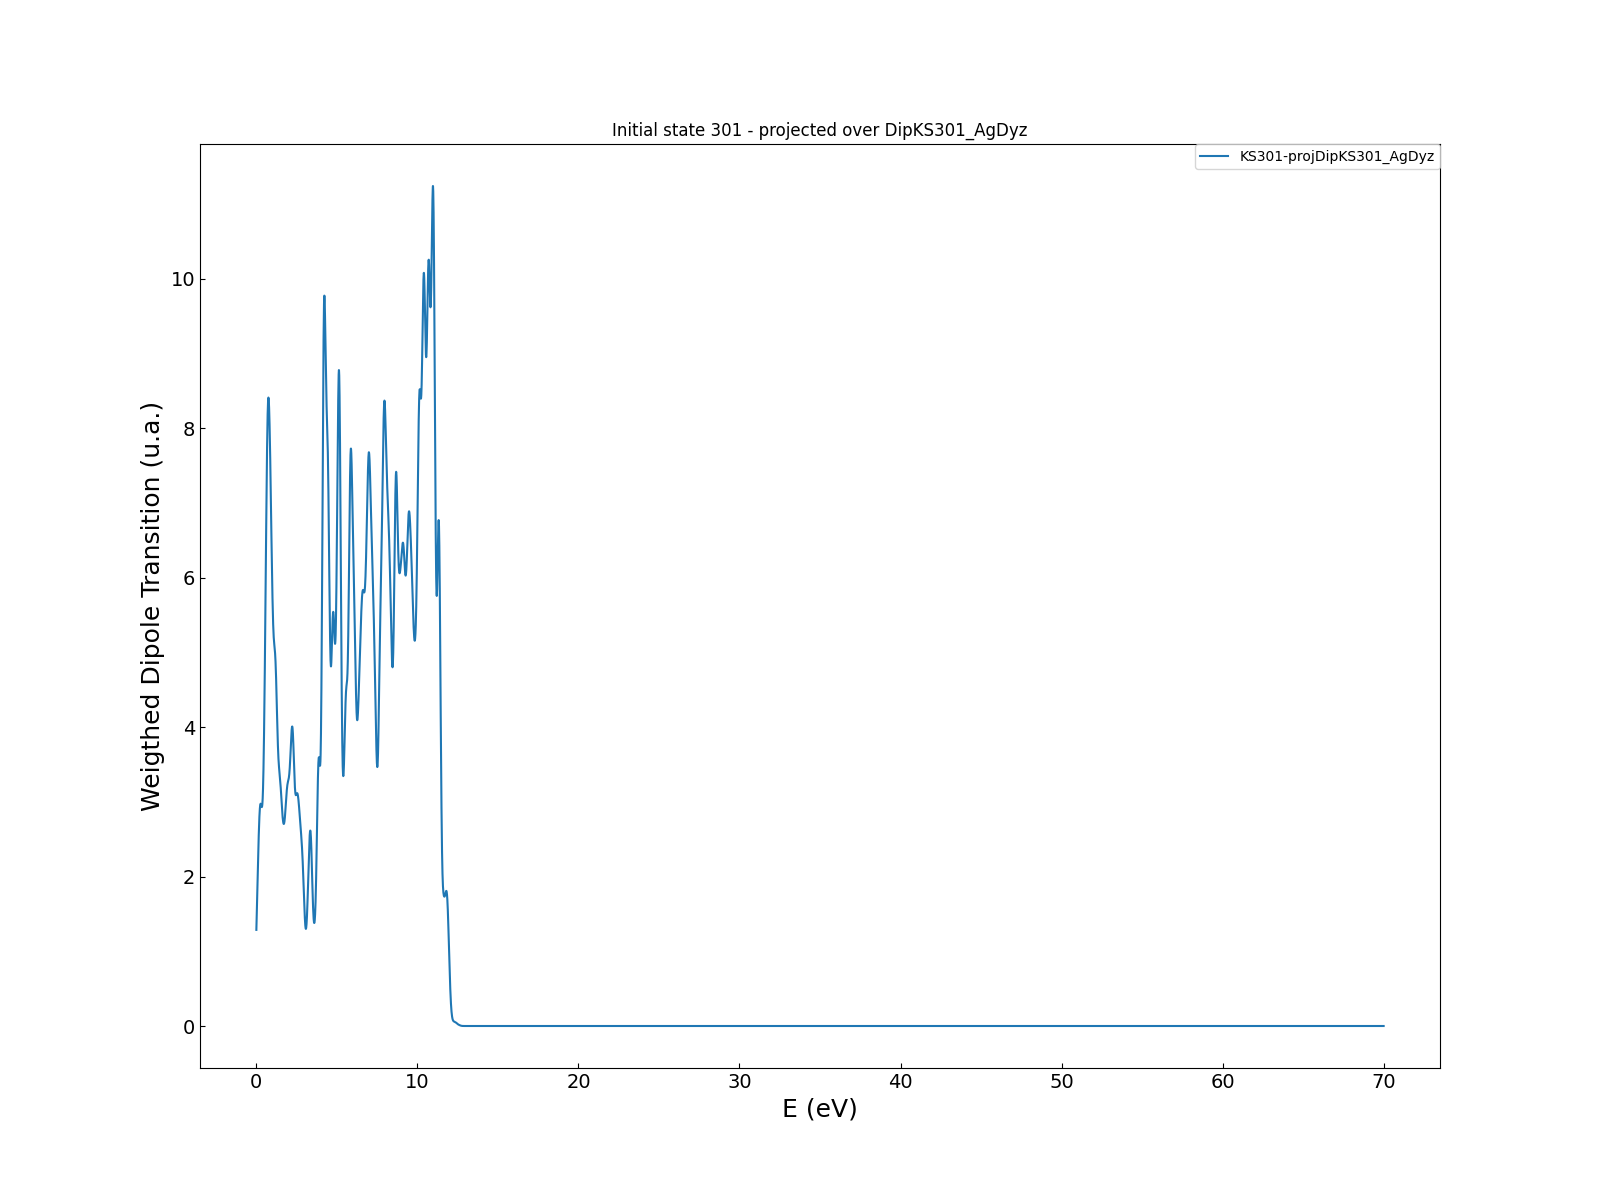 Initial state 301 - projected over DipKS301_AgDyz
KS301-projDipKS301_AgDyz
Weigthed Dipole Transition (u.a.)
10
8
6
4
2
0
0 10 20 30 40 50 60 70
E (eV)